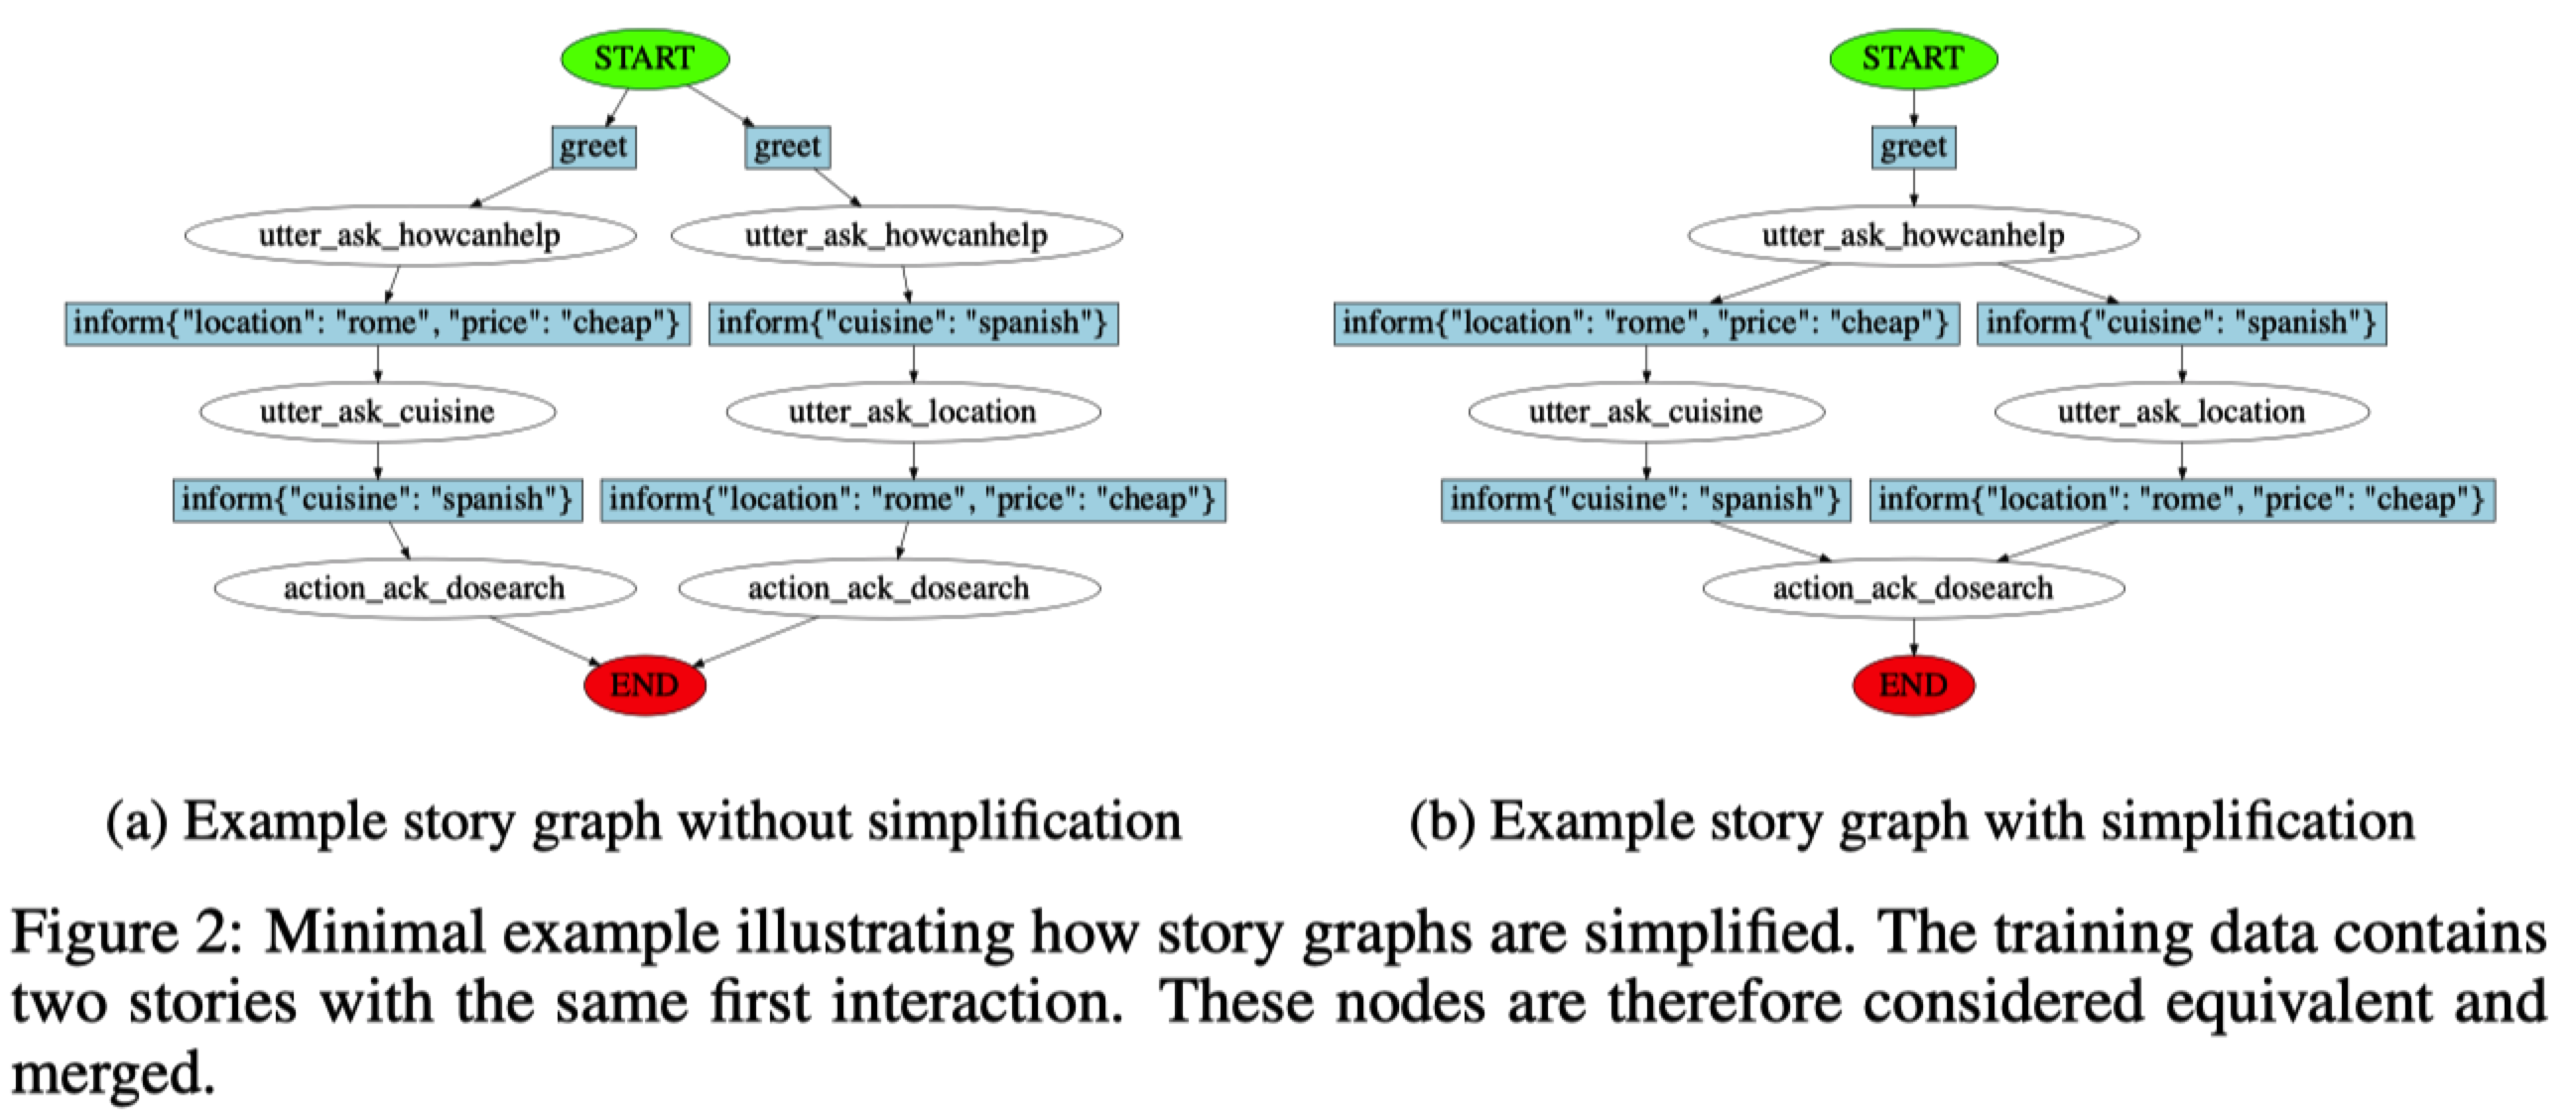 START
greet
greet
utter_ask_howcanhelp
utter_ask_howcanhelp
inform{"location": "rome", "price": "cheap"}
inform{"cuisine": "spanish"}
utter_ask_cuisine
utter_ask_location
inform{"cuisine": "spanish"}
inform{"location": "rome", "price": "cheap"}
action_ack_dosearch
action_ack_dosearch
END
(a) Example story graph without simplification
START
greet
utter_ask_howcanhelp
inform{"location": "rome", "price": "cheap"}
inform{"cuisine": "spanish"}
utter_ask_cuisine
utter_ask_location
inform{"cuisine": "spanish"}
inform{"location": "rome", "price": "cheap"}
action_ack_dosearch
END
(b) Example story graph with simplification
Figure 2: Minimal example illustrating how story graphs are simplified. The training data contains
two stories with the same first interaction. These nodes are therefore considered equivalent and
merged.